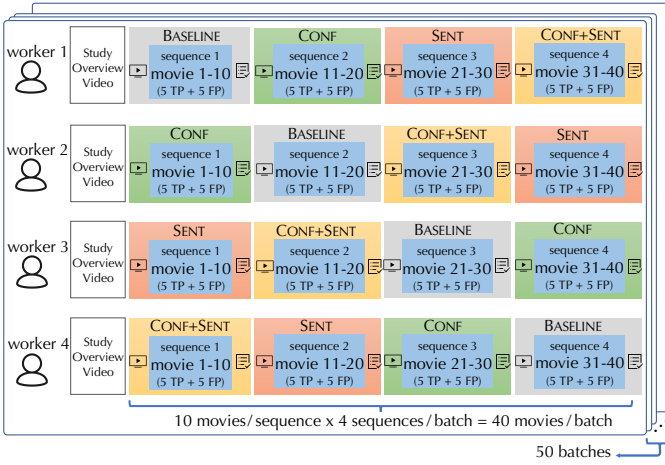 worker 1
Study
Overview
Video
BASELINE
sequence 1
movie 1-10
(5 TP + 5 FP)
CONF
sequence 2
movie 11-20
(5 TP + 5 FP)
SENT
sequence 3
movie 21-30
(5 TP + 5 FP)
CONF+SENT
sequence 4
movie 31-40
(5 TP + 5 FP)
worker 2
Study
Overview
Video
CONF
sequence 1
movie 1-10
(5 TP + 5 FP)
BASELINE
sequence 2
movie 11-20
(5 TP + 5 FP)
CONF+SENT
sequence 3
movie 21-30
(5 TP + 5 FP)
SENT
sequence 4
movie 31-40
(5 TP + 5 FP)
worker 3
Study
Overview
Video
SENT
sequence 1
movie 1-10
(5 TP + 5 FP)
CONF+SENT
sequence 2
movie 11-20
(5 TP + 5 FP)
BASELINE
sequence 3
movie 21-30
(5 TP + 5 FP)
CONF
sequence 4
movie 31-40
(5 TP + 5 FP)
worker 4
Study
Overview
Video
CONF+SENT
sequence 1
movie 1-10
(5 TP + 5 FP)
SENT
sequence 2
movie 11-20
(5 TP + 5 FP)
CONF
sequence 3
movie 21-30
(5 TP + 5 FP)
BASELINE
sequence 4
movie 31-40
(5 TP + 5 FP)
10 movies/sequence x 4 sequences/batch = 40 movies/batch
...
50 batches